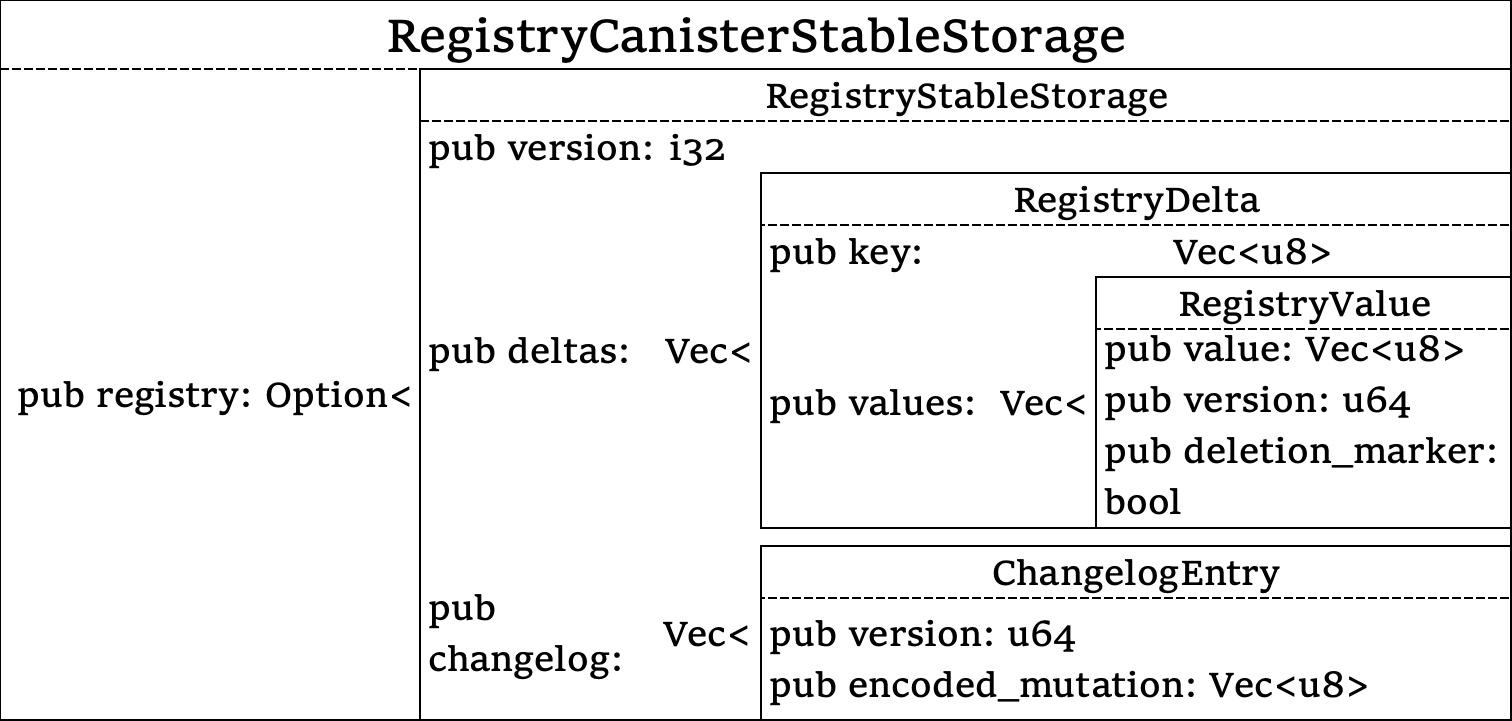 RegistryCanisterStableStorage
pub registry: Option<
RegistryStableStorage
pub version: i32
pub deltas: Vec<
RegistryDelta
pub key: Vec<u8>
pub values: Vec<
RegistryValue
pub value: Vec<u8>
pub version: u64
pub deletion_marker:
bool
pub
changelog: Vec<
ChangelogEntry
pub version: u64
pub encoded_mutation: Vec<u8>